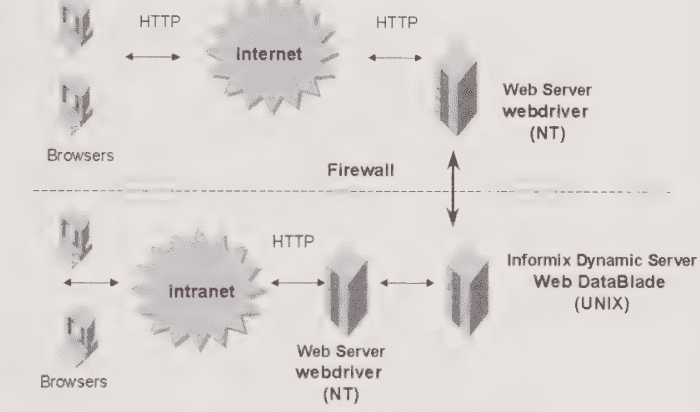 HTTP
HTTP
internet
Web Server
webdriver
(NT)
Browsers
Firewall
HTTP
Informix Dynamic Server
Web DataBlade
(UNIX)
intranet
Web Server
webdriver
(NT)
Browsers